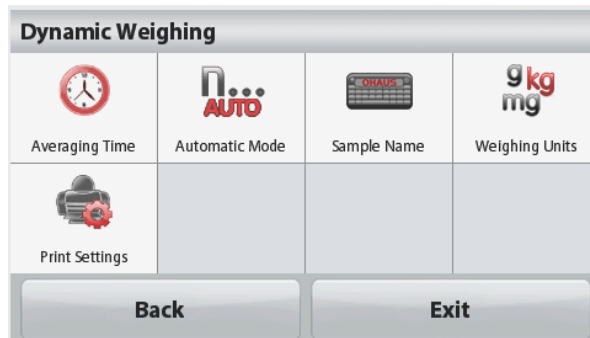 Dynamic Weighing
n...
AUTO
OHAUS
g kg
mg
Averaging Time
Automatic Mode
Sample Name
Weighing Units
Print Settings
Back
Exit